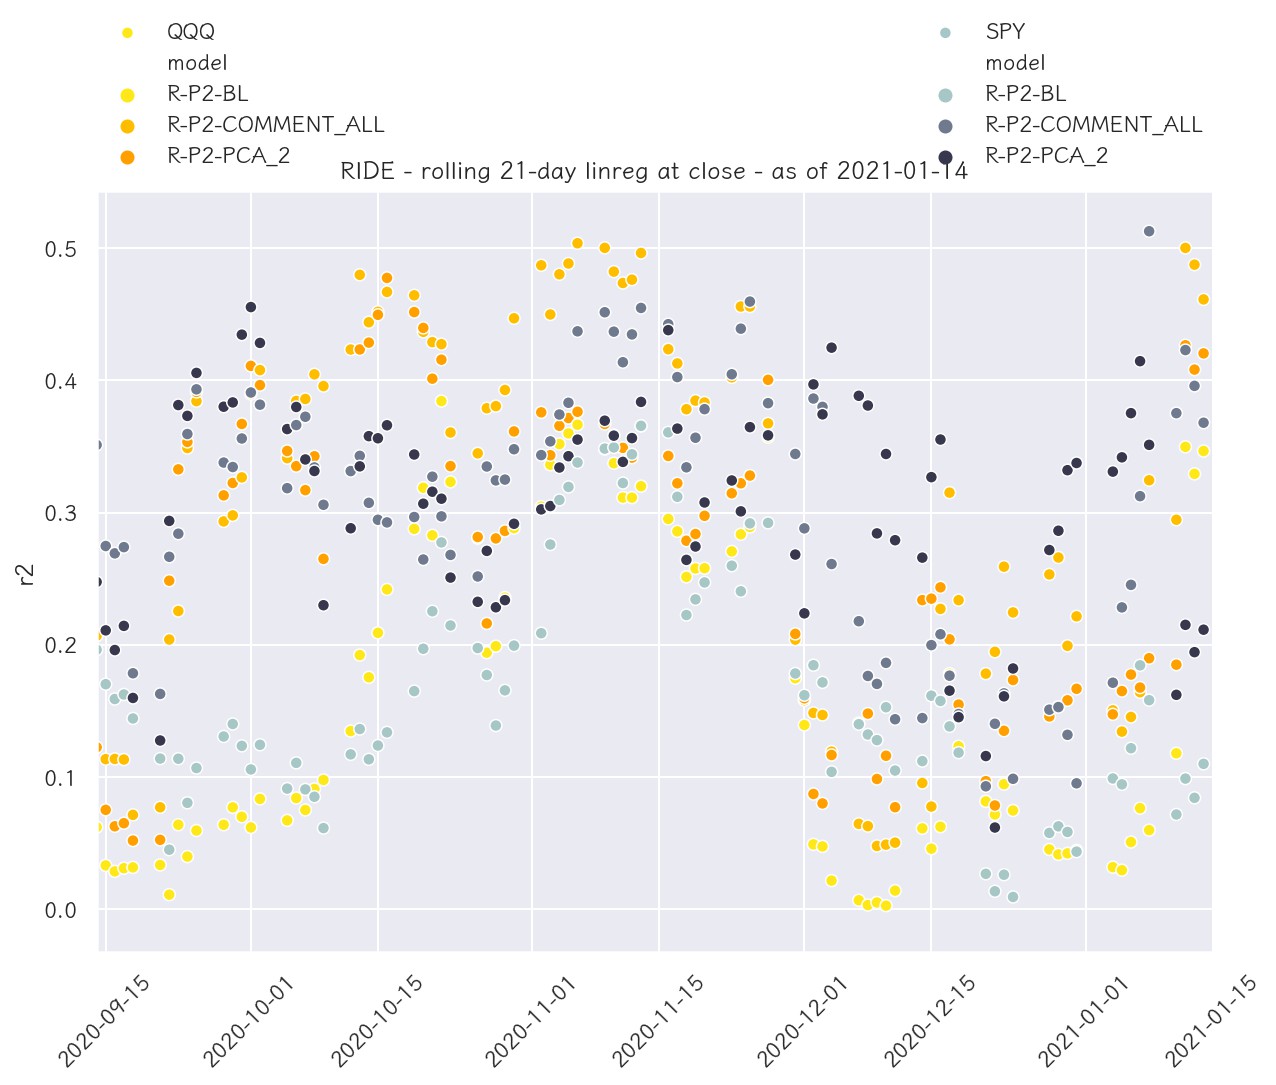 QQQ
model
R-P2-BL
R-P2-COMMENT_ALL
R-P2-PCA_2
SPY
model
R-P2-BL
R-P2-COMMENT_ALL
R-P2-PCA_2
RIDE - rolling 21-day linreg at close - as of 2021-01-14
r2
0.5
0.4
0.3
0.2
0.1
0.0
2020-09-15
2020-10-01
2020-10-15
2020-11-01
2020-11-15
2020-12-01
2020-12-15
2021-01-01
2021-01-15